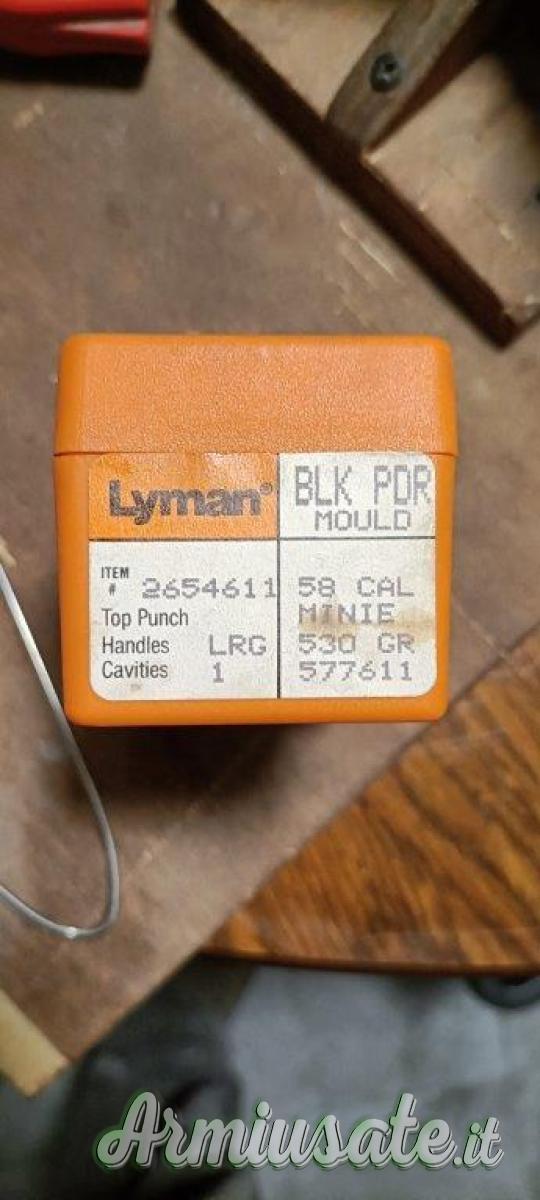 Lyman®
BLK PDR
MOULD
ITEM
# 2654611
Top Punch
Handles LRG
Cavities 1
58 CAL
MINIE
530 GR
577611
Armiusate.it